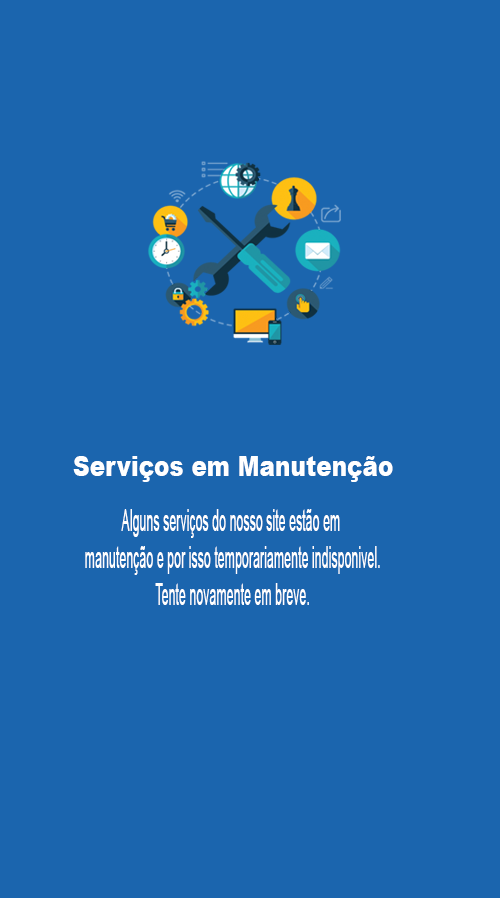 Serviços em Manutenção
Alguns serviços do nosso site estão em
manutenção e por isso temporariamente indisponivel.
Tente novamente em breve.